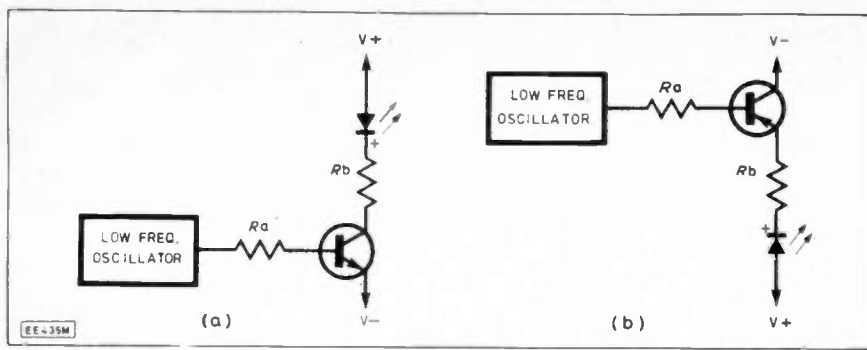 V+
+
Rb
Ra
LOW FREQ.
OSCILLATOR
V-
(a)
EE435M
V-
Ra
LOW FREQ.
OSCILLATOR
Rb
+
V+
(b)